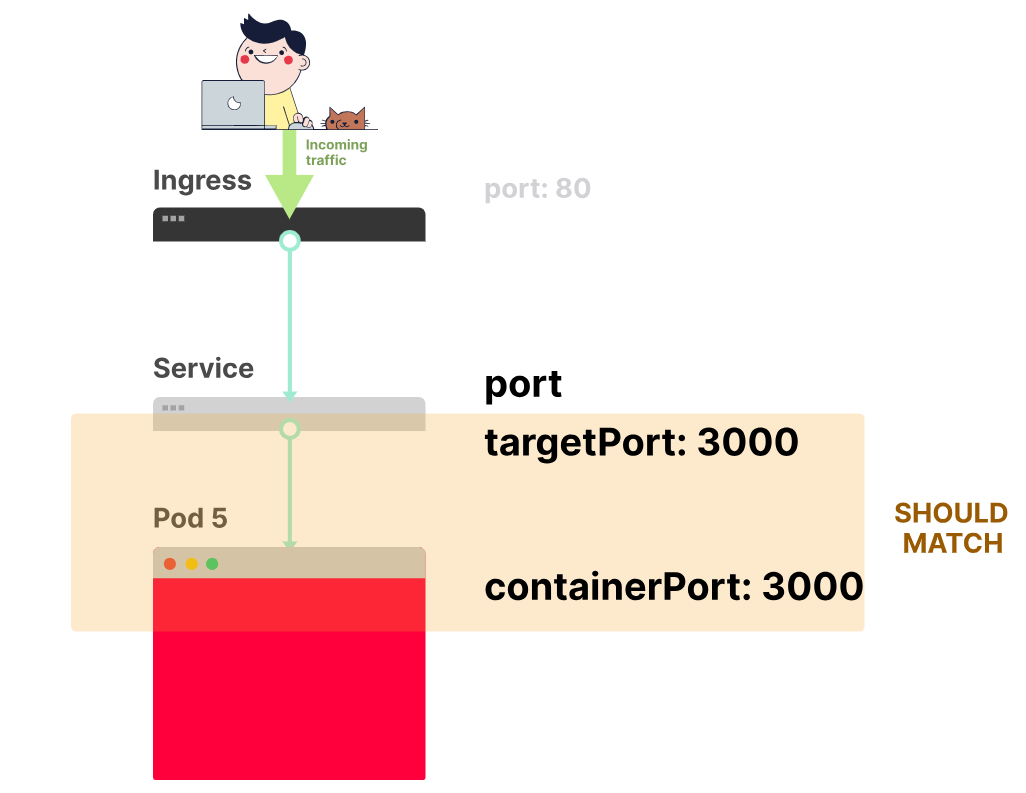 Incoming
traffic
Ingress
port: 80
Service
port
targetPort: 3000
Pod 5
SHOULD
MATCH
containerPort: 3000